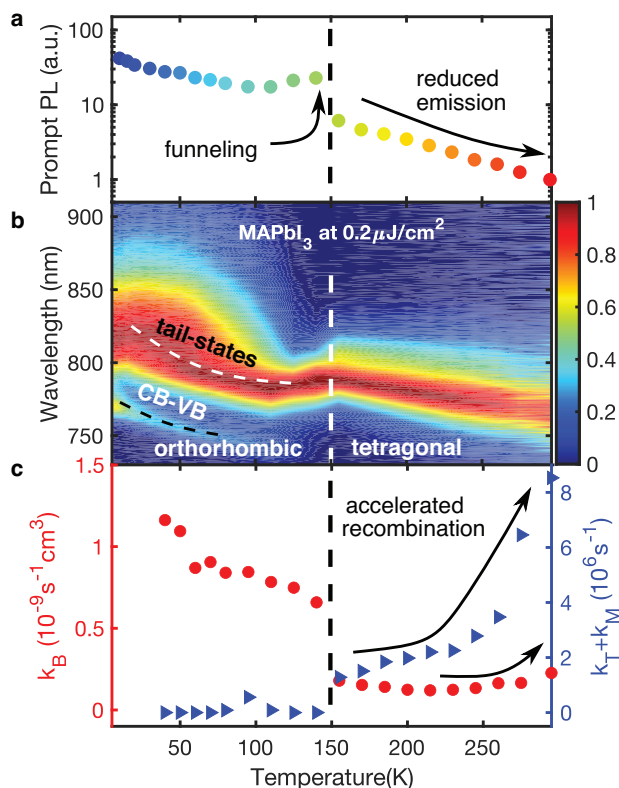 a
100
10
1
Prompt PL (a.u.)
funneling
reduced
emission
b
900
850
800
750
Wavelength (nm)
MAPbI₃ at 0.2μJ/cm²
tail-states
CB-VB
orthorhombic
tetragonal
1
0.8
0.6
0.4
0.2
0
c
1.5
1
0.5
0
k_B (10⁻⁹s⁻¹cm³)
accelerated
recombination
8
6
4
2
0
k_T+k_M (10⁶s⁻¹)
50
100
150
200
250
Temperature(K)